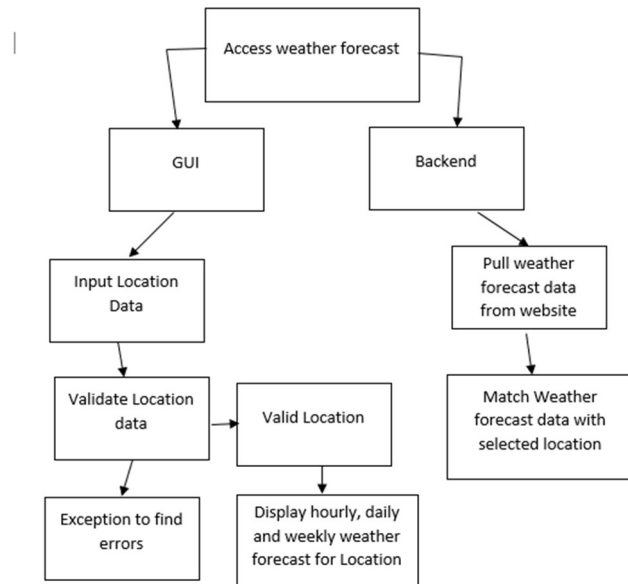 Access weather forecast
GUI
Backend
Input Location
Data
Pull weather
forecast data
from website
Validate Location
data
Valid Location
Match Weather
forecast data with
selected location
Exception to find
errors
Display hourly, daily
and weekly weather
forecast for Location